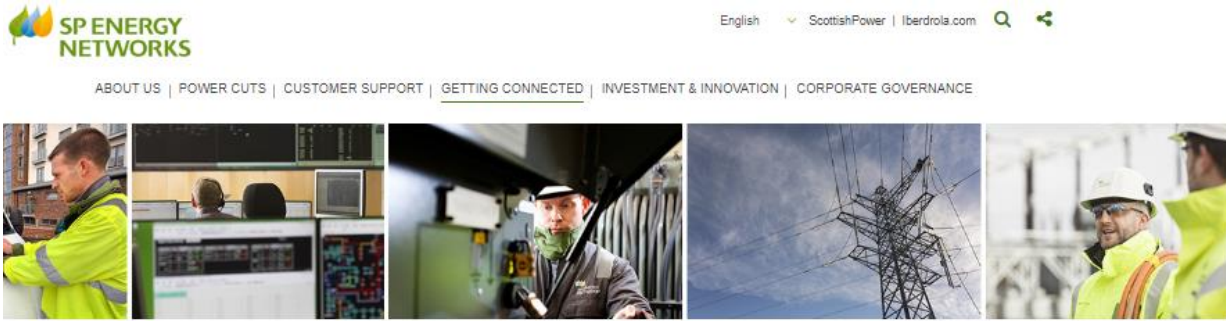 SP ENERGY
NETWORKS
English
ScottishPower | Iberdrola.com
ABOUT US | POWER CUTS | CUSTOMER SUPPORT | GETTING CONNECTED | INVESTMENT & INNOVATION | CORPORATE GOVERNANCE